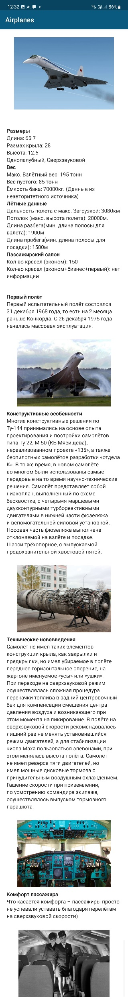 12:32 86%
Airplanes
Размеры
Длина: 65.7
Размах крыла: 28
Высота: 12.5
Однопалубный, Сверхзвуковой
Вес
Макс. Взлётный вес: 195 тонн
Вес пустого: 85 тонн
Ёмкость бака: 70000кг. (Данные из
неавторитетного источника)
Лётные данные
Дальность полета с макс. Загрузкой: 3080км
Потолок (макс. высота полета): 20000м.
Длина разбега(мин. длина полосы для
взлёта): 1900м
Длина пробега(мин. длина полосы для
посадки): 1500м
Пассажирский салон
Кол-во кресел (эконом): 150
Кол-во кресел (эконом+бизнес+первый): нет
информации
Первый полёт
Первый испытательный полёт состоялся
31 декабря 1968 года, то есть на 2 месяца
раньше Конкорда. С 26 декабря 1975 года
началась массовая эксплуатация.
Конструктивные особенности
Многие конструктивные решения по
Ту-144 принимались на основе опыта
проектирования и постройки самолётов
типа Ту-22, М-50 (КБ Мясищева),
нереализованном проекте «135», а также
беспилотных самолётов разработки «отдела
К». В то же время, в новом самолёте
во многом были использованы самые
передовые на то время научно-технические
решения. Самолёт представляет собой
низкоплан, выполненный по схеме
бесхвостка, с четырьмя маршевыми
двухконтурными турбореактивными
двигателями в нижней части фюзеляжа
и вспомогательной силовой установкой.
Носовая часть фюзеляжа выполнена
отклоняемой на взлёте и посадке.
Шасси трёхопорное, с выпускаемой
предохранительной хвостовой пятой.
Технические нововведения
Самолёт не имел таких элементов
конструкции крыла, как закрылки и
предкрылки, но имел убираемое в полёте
переднее горизонтальное оперение, на
жаргоне именуемое «усы» или «ушки».
При переходе на сверхзвуковой режим
осуществлялась сложная процедура
перекачки топлива в задний центровочный
бак для компенсации смещения центра
давления воздуха и возникающего при
этом момента на пикирование. В полёте на
сверхзвуковой скорости рекомендовалось
лишний раз не менять установившийся
режим двигателей, а для стабилизации
числа Маха пользоваться элевонами, при
этом менялась высота полёта. Самолёт
не имел реверса тяги двигателей, но
имел мощные дисковые тормоза с
принудительным воздушным охлаждением.
Гашение скорости при приземлении,
по усмотрению командира экипажа,
осуществлялось выпуском тормозного
парашюта.
Комфорт пассажира
Что касается комфорта – пассажиры просто
не успевали уставать благодаря перелётам
на сверхзвуковой скорости)